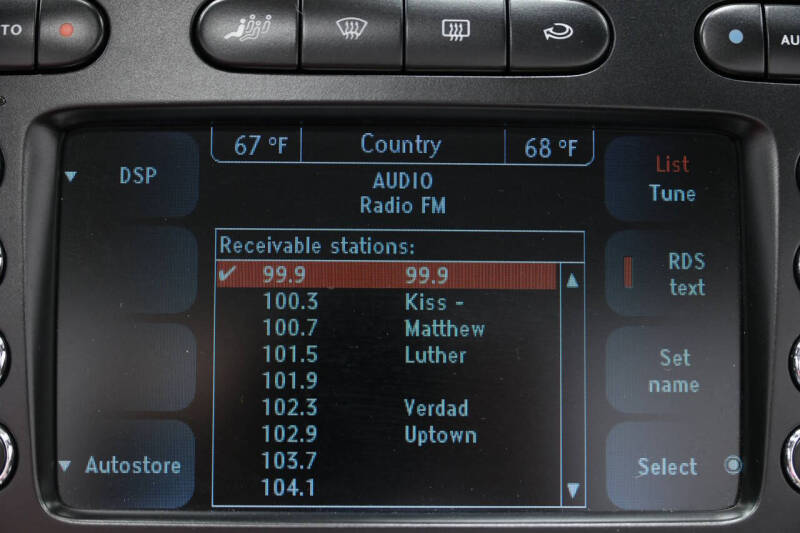 TO
AU
67 °F Country 68 °F
DSP
AUDIO
Radio FM
List
Tune
Receivable stations:
✔ 99.9 99.9
100.3 Kiss -
100.7 Matthew
101.5 Luther
101.9
102.3 Verdad
102.9 Uptown
103.7
104.1
RDS
text
Set
name
Autostore
Select